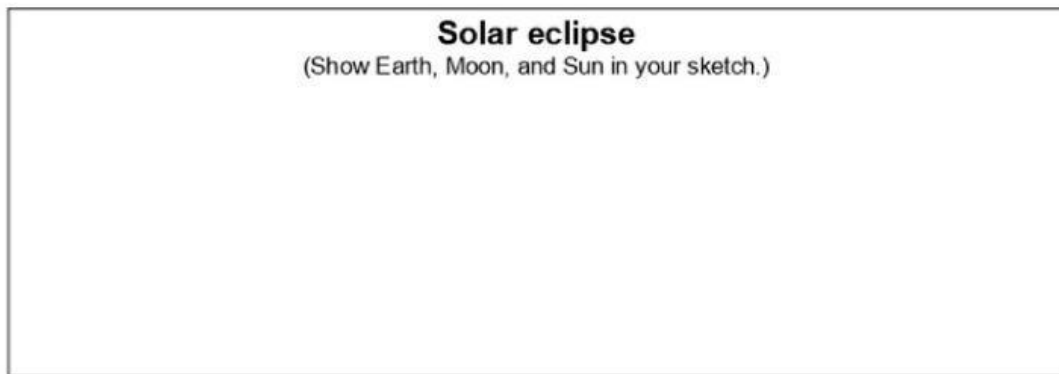 Solar eclipse
(Show Earth, Moon, and Sun in your sketch.)